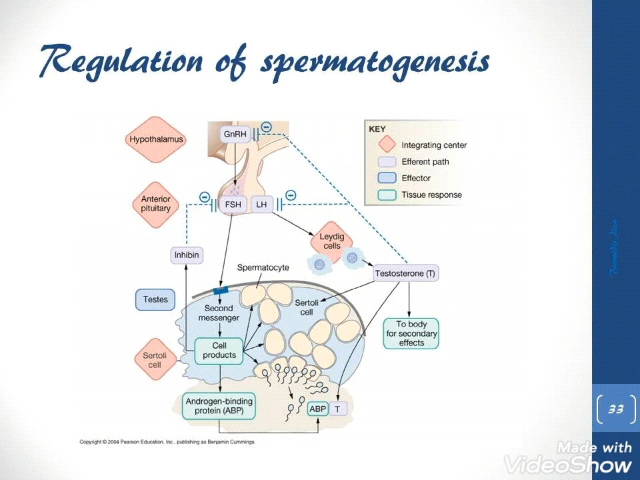 Regulation of spermatogenesis
Hypothalamus
GnRH
KEY
Integrating center
Efferent path
Effector
Tissue response
Anterior
pituitary
FSH
LH
Leydig
cells
Inhibin
Spermatocyte
Testosterone (T)
Testes
Second
messenger
Sertoli
cell
To body
for secondary
effects
Cell
products
Sertoli
cell
Androgen-binding
protein (ABP)
ABP
T
33
Copyright © 2004 Pearson Education, Inc., publishing as Benjamin Cummings.
Made with
VideoShow